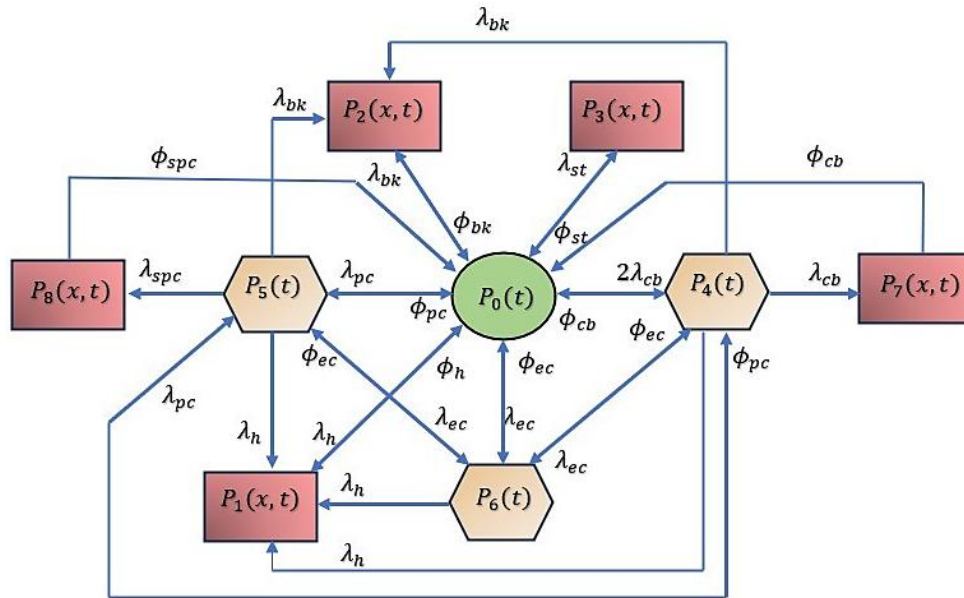 λ_bk
P_2(x, t)
P_3(x, t)
λ_bk
ϕ_spc
λ_bk
λ_st
ϕ_cb
ϕ_bk
ϕ_st
P_8(x, t)
λ_spc
P_5(t)
λ_pc
ϕ_pc
P_0(t)
2λ_cb
ϕ_cb
P_4(t)
λ_cb
P_7(x, t)
ϕ_ec
ϕ_h
ϕ_ec
ϕ_ec
ϕ_pc
λ_pc
λ_h
λ_h
λ_ec
λ_ec
λ_ec
P_1(x, t)
λ_h
P_6(t)
λ_h